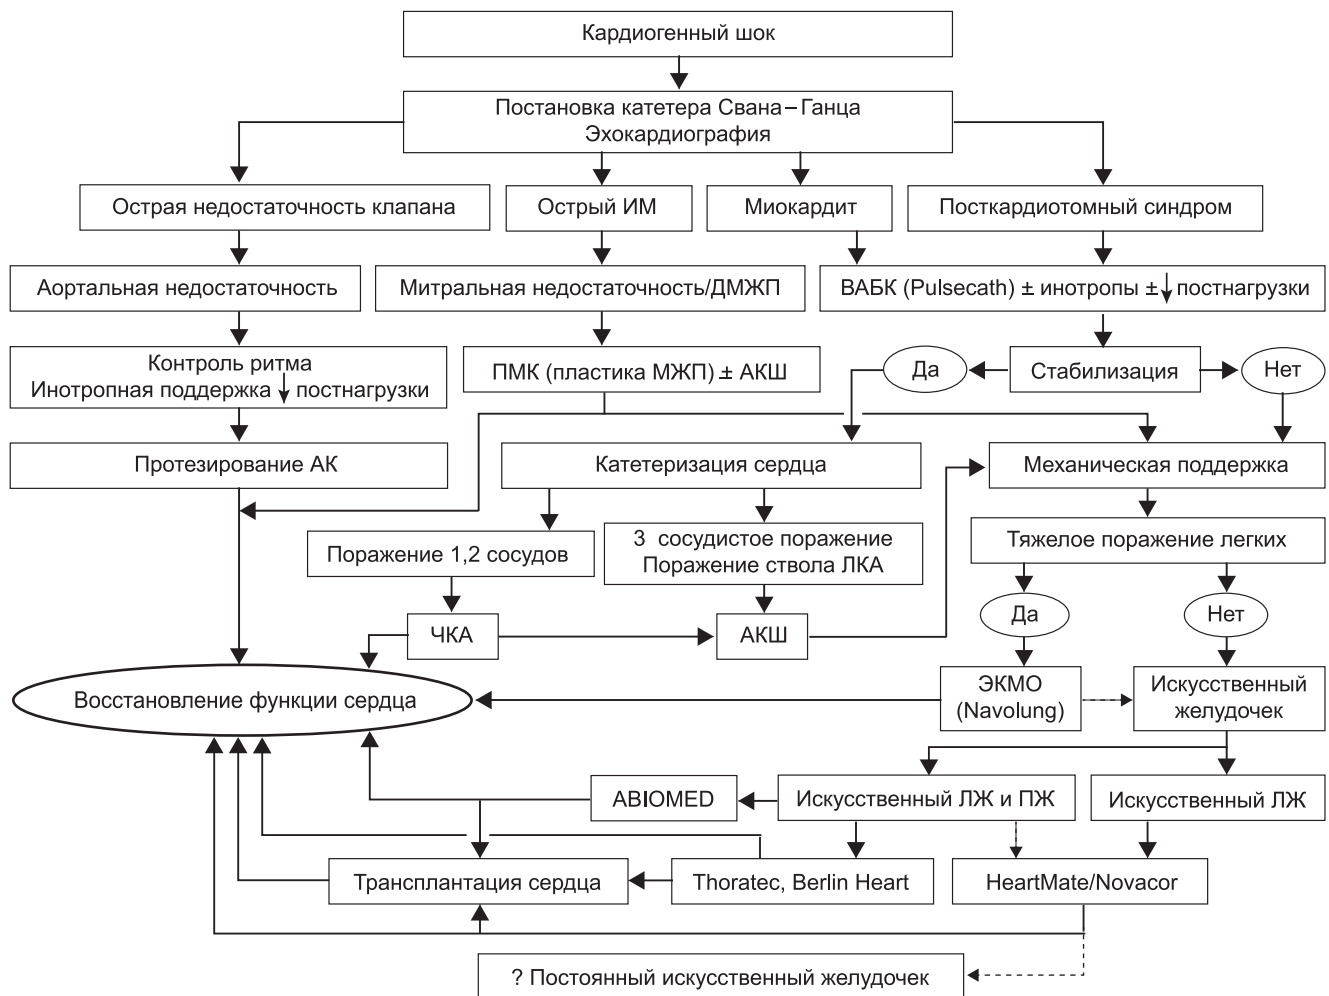 Кардиогенный шок
Постановка катетера Свана–Ганца
Эхокардиография
Острая недостаточность клапана
Острый ИМ
Миокардит
Посткардиотомный синдром
Аортальная недостаточность
Митральная недостаточность/ДМЖП
ВАБК (Pulsecath) ± инотропы ±↓ постнагрузки
Контроль ритма
Инотропная поддержка ↓ постнагрузки
ПМК (пластика МЖП) ± АКШ
Да
Стабилизация
Нет
Протезирование АК
Катетеризация сердца
Механическая поддержка
Поражение 1,2 сосудов
3 сосудистое поражение
Поражение ствола ЛКА
Тяжелое поражение легких
ЧКА
АКШ
Да
Нет
Восстановление функции сердца
ЭКМО
(Navolung)
Искусственный
желудочек
ABIOMED
Искусственный ЛЖ и ПЖ
Искусственный ЛЖ
Трансплантация сердца
Thoratec, Berlin Heart
HeartMate/Novacor
? Постоянный искусственный желудочек